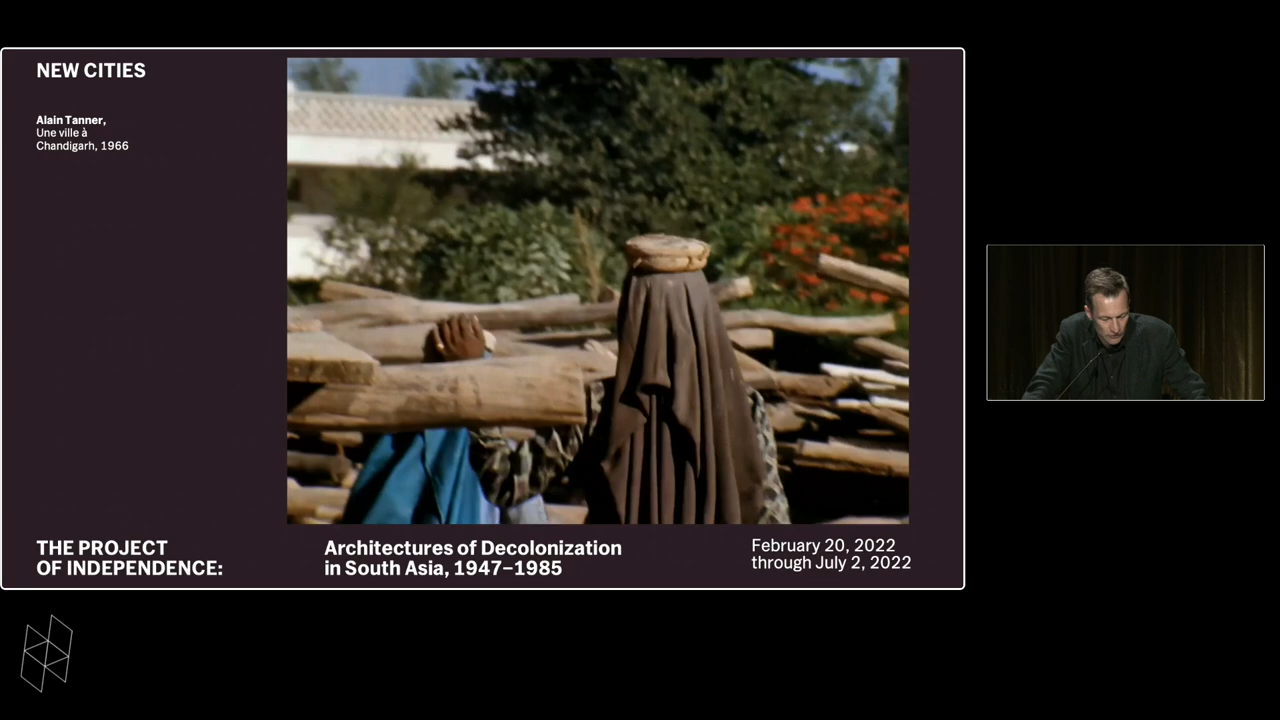 NEW CITIES
Alain Tanner,
Une ville à
Chandigarh, 1966
THE PROJECT
OF INDEPENDENCE:
Architectures of Decolonization
in South Asia, 1947–1985
February 20, 2022
through July 2, 2022